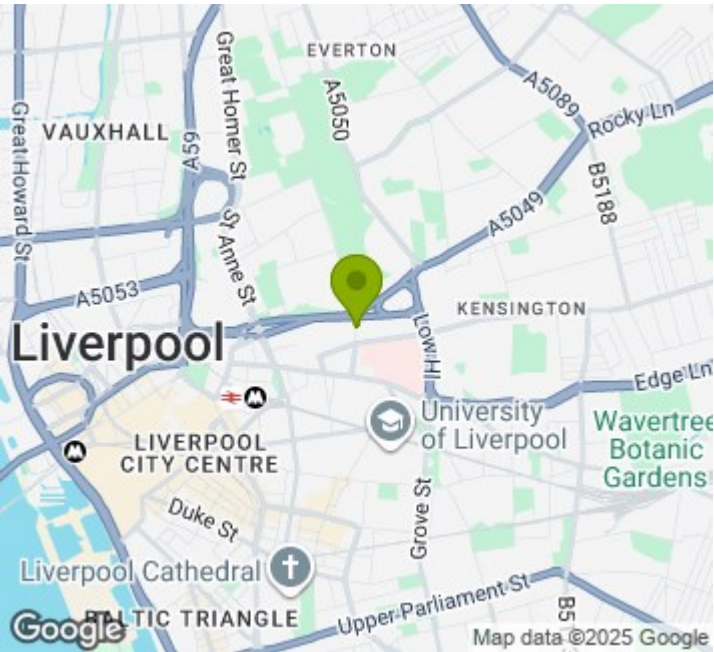 EVERTON
Great Homer St
A5050
A5089
Rocky Ln
VAUXHALL
A59
Great Howard St
B5188
A5049
St Anne St
A5053
KENSINGTON
Liverpool
Low Hl
Edge Ln
University
of Liverpool
Wavertree
Botanic
Gardens
LIVERPOOL
CITY CENTRE
Duke St
Grove St
Liverpool Cathedral
Upper Parliament St
BALTIC TRIANGLE
Google
Map data ©2025 Google